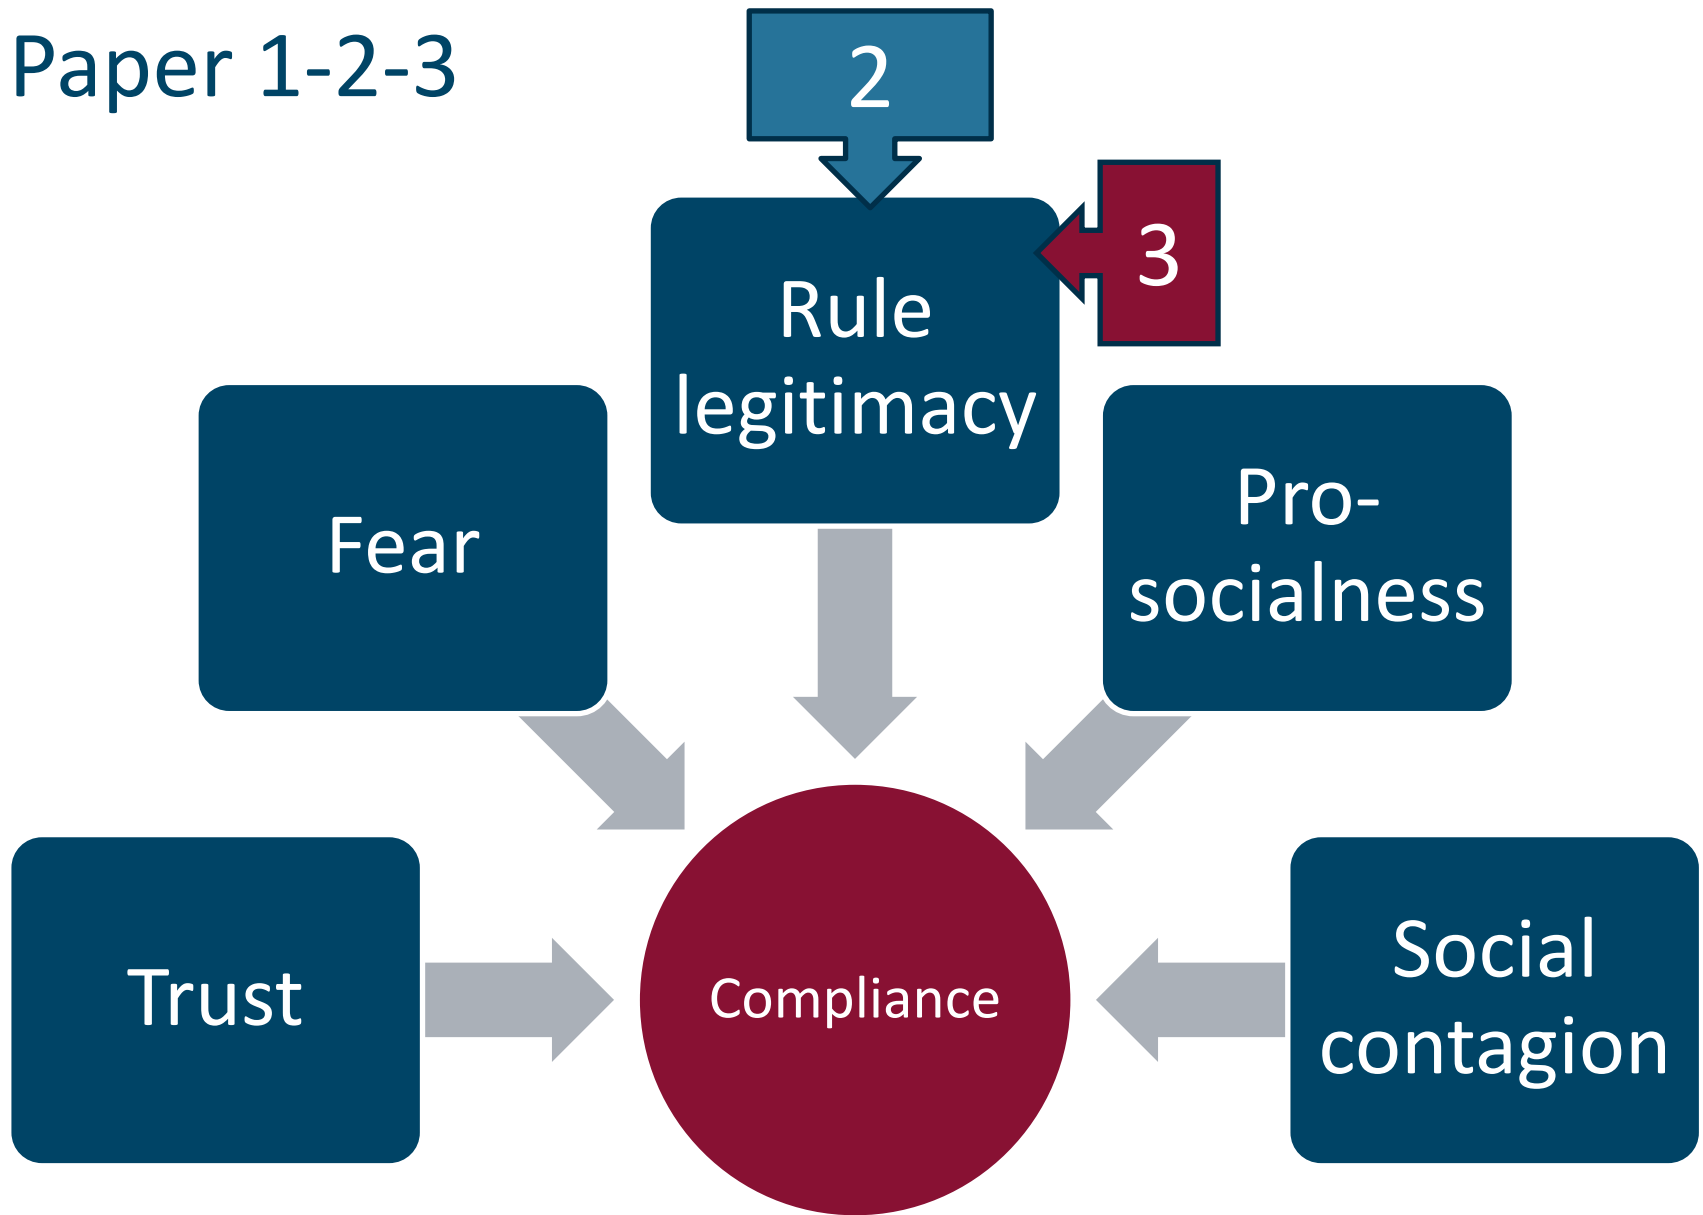 Paper 1-2-3
2
3
Rule
legitimacy
Fear
Pro-
socialness
Trust
Compliance
Social
contagion